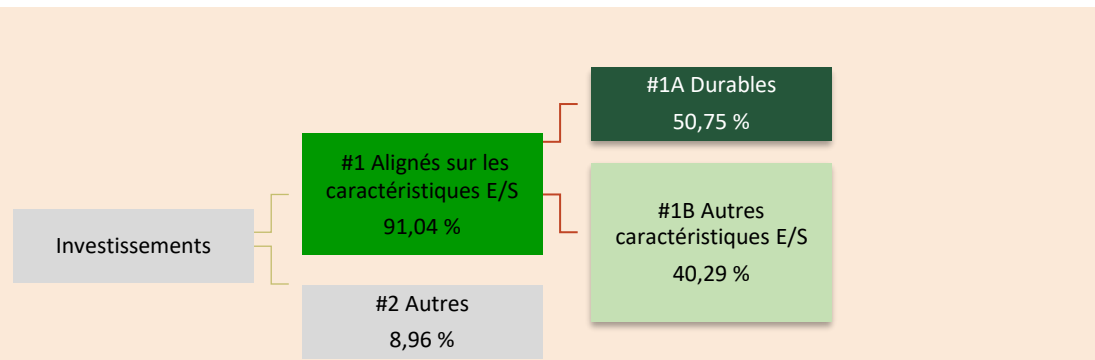 Investissements
#1 Alignés sur les
caractéristiques E/S
91,04 %
#2 Autres
8,96 %
#1A Durables
50,75 %
#1B Autres
caractéristiques E/S
40,29 %